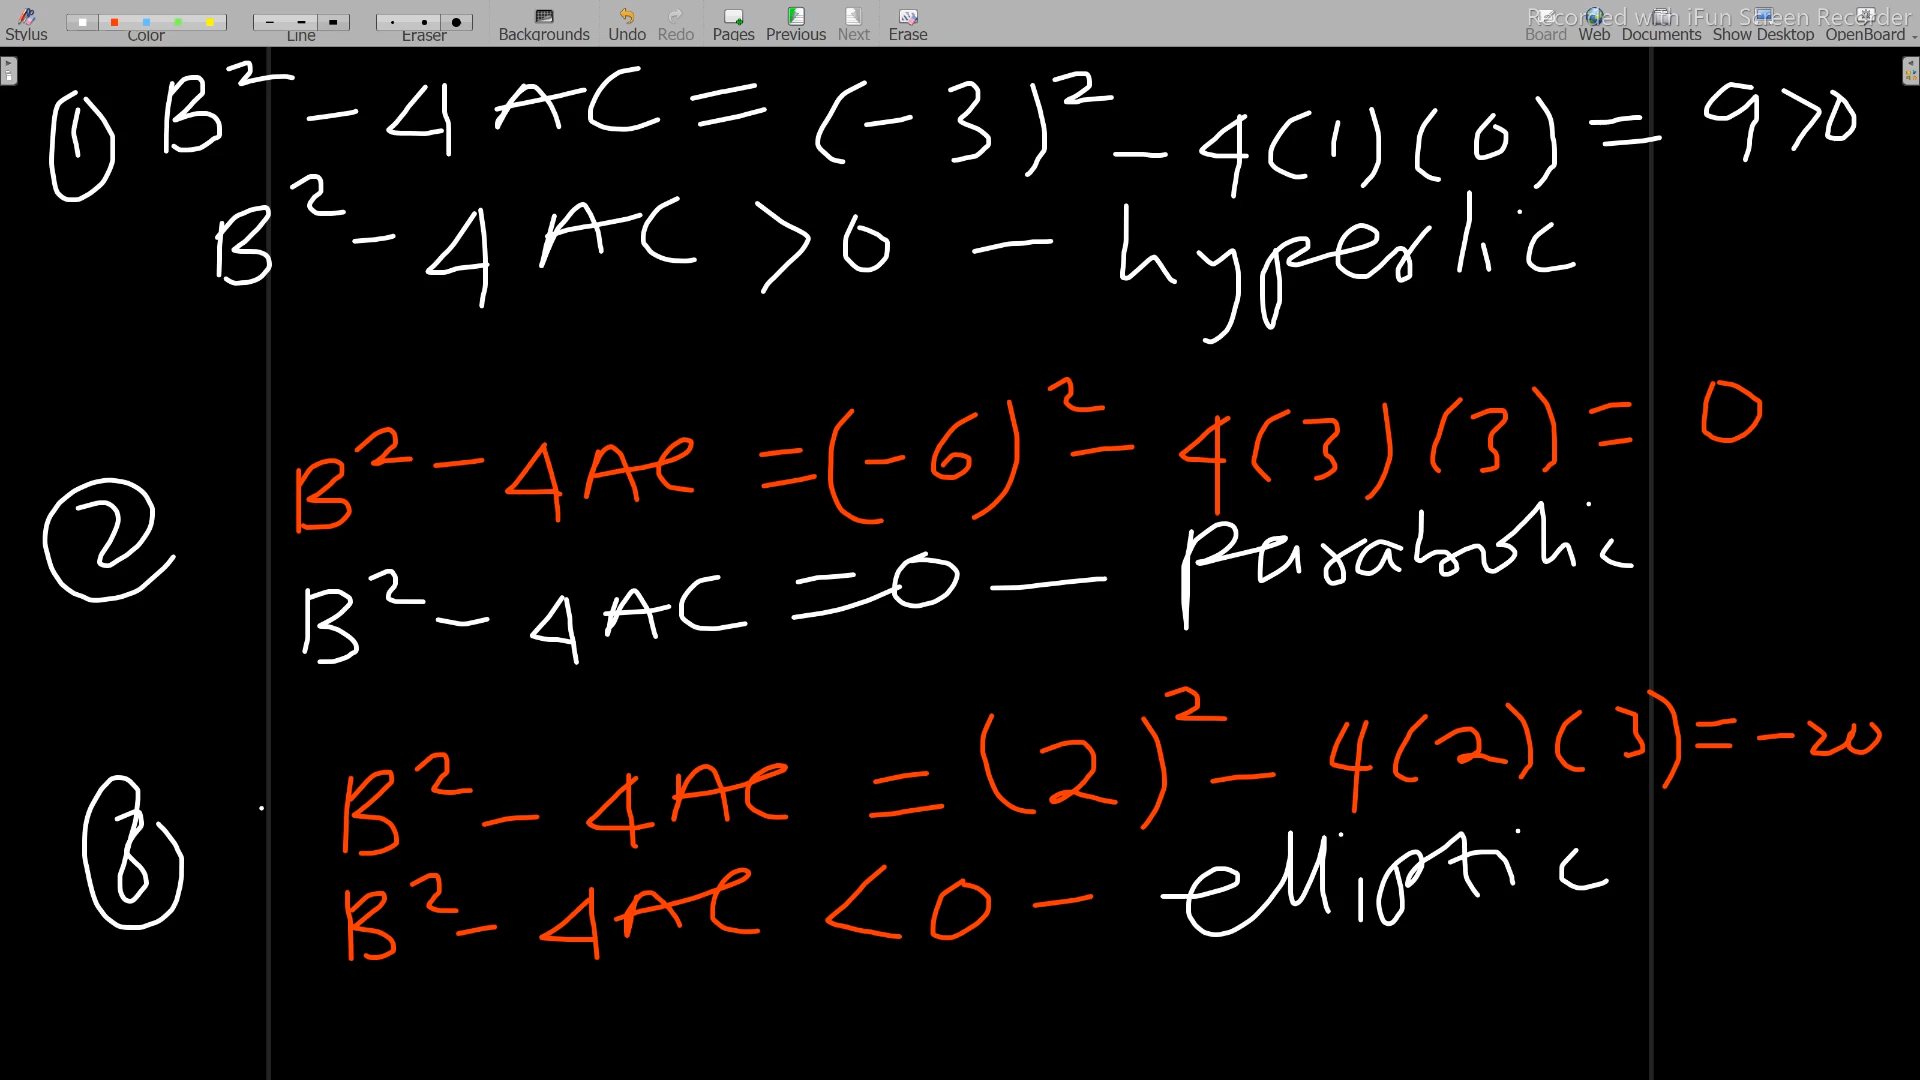 Recorded with iFun Screen Recorder
Stylus Color Line Eraser Backgrounds Undo Redo Pages Previous Next Erase Board Web Documents Show Desktop OpenBoard
① B² - 4AC = (-3)² - 4(1)(0) = 9 > 0
B² - 4AC > 0 - hyperlic
B² - 4AC = (-6)² - 4(3)(3) = 0
②
B² - 4AC = 0 - parabolic
B² - 4AC = (2)² - 4(2)(3) = -20
③
B² - 4AC < 0 - elliptic